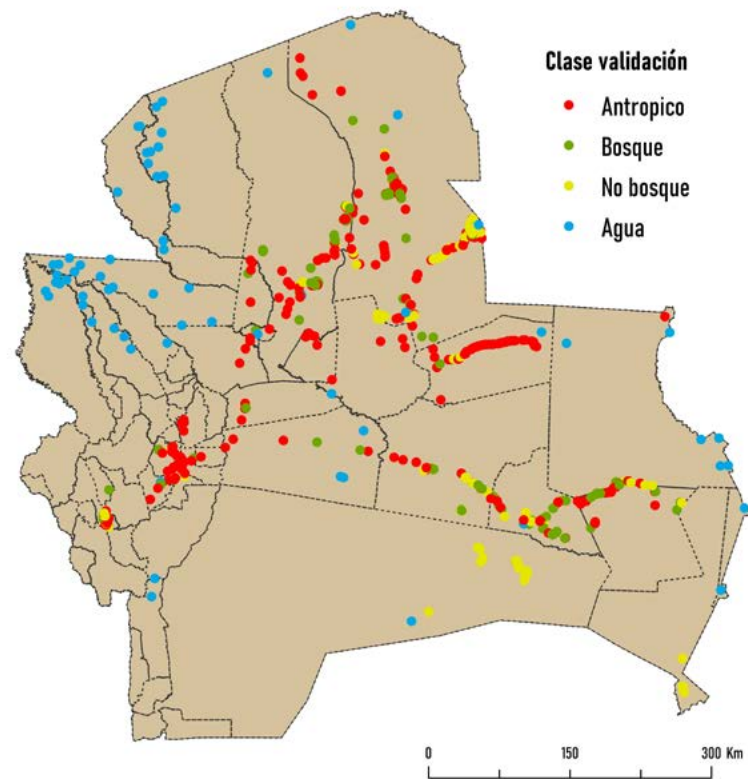 Clase validación
Antropico
Bosque
No bosque
Agua
0 150 300 Km